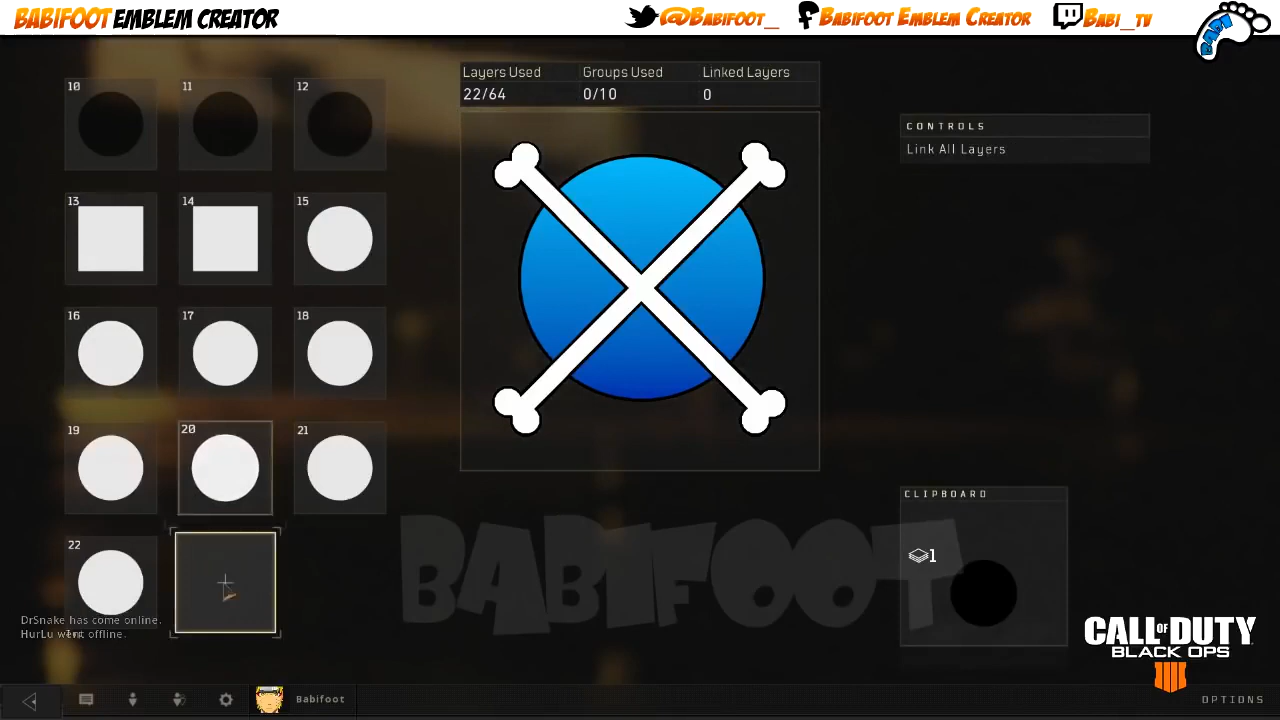 BABIFOOT EMBLEM CREATOR
@BABIFOOT_
BABIFOOT EMBLEM CREATOR
BABI_TV
BABI
Layers Used Groups Used Linked Layers
22/64 0/10 0
10 11 12
13 14 15
16 17 18
19 20 21
22
CONTROLS
Link All Layers
BABIFOOT
CLIPBOARD
1
DrSnake has come online.
HurLu went offline.
CALL OF DUTY
BLACK OPS
IIII
Babifoot
OPTIONS